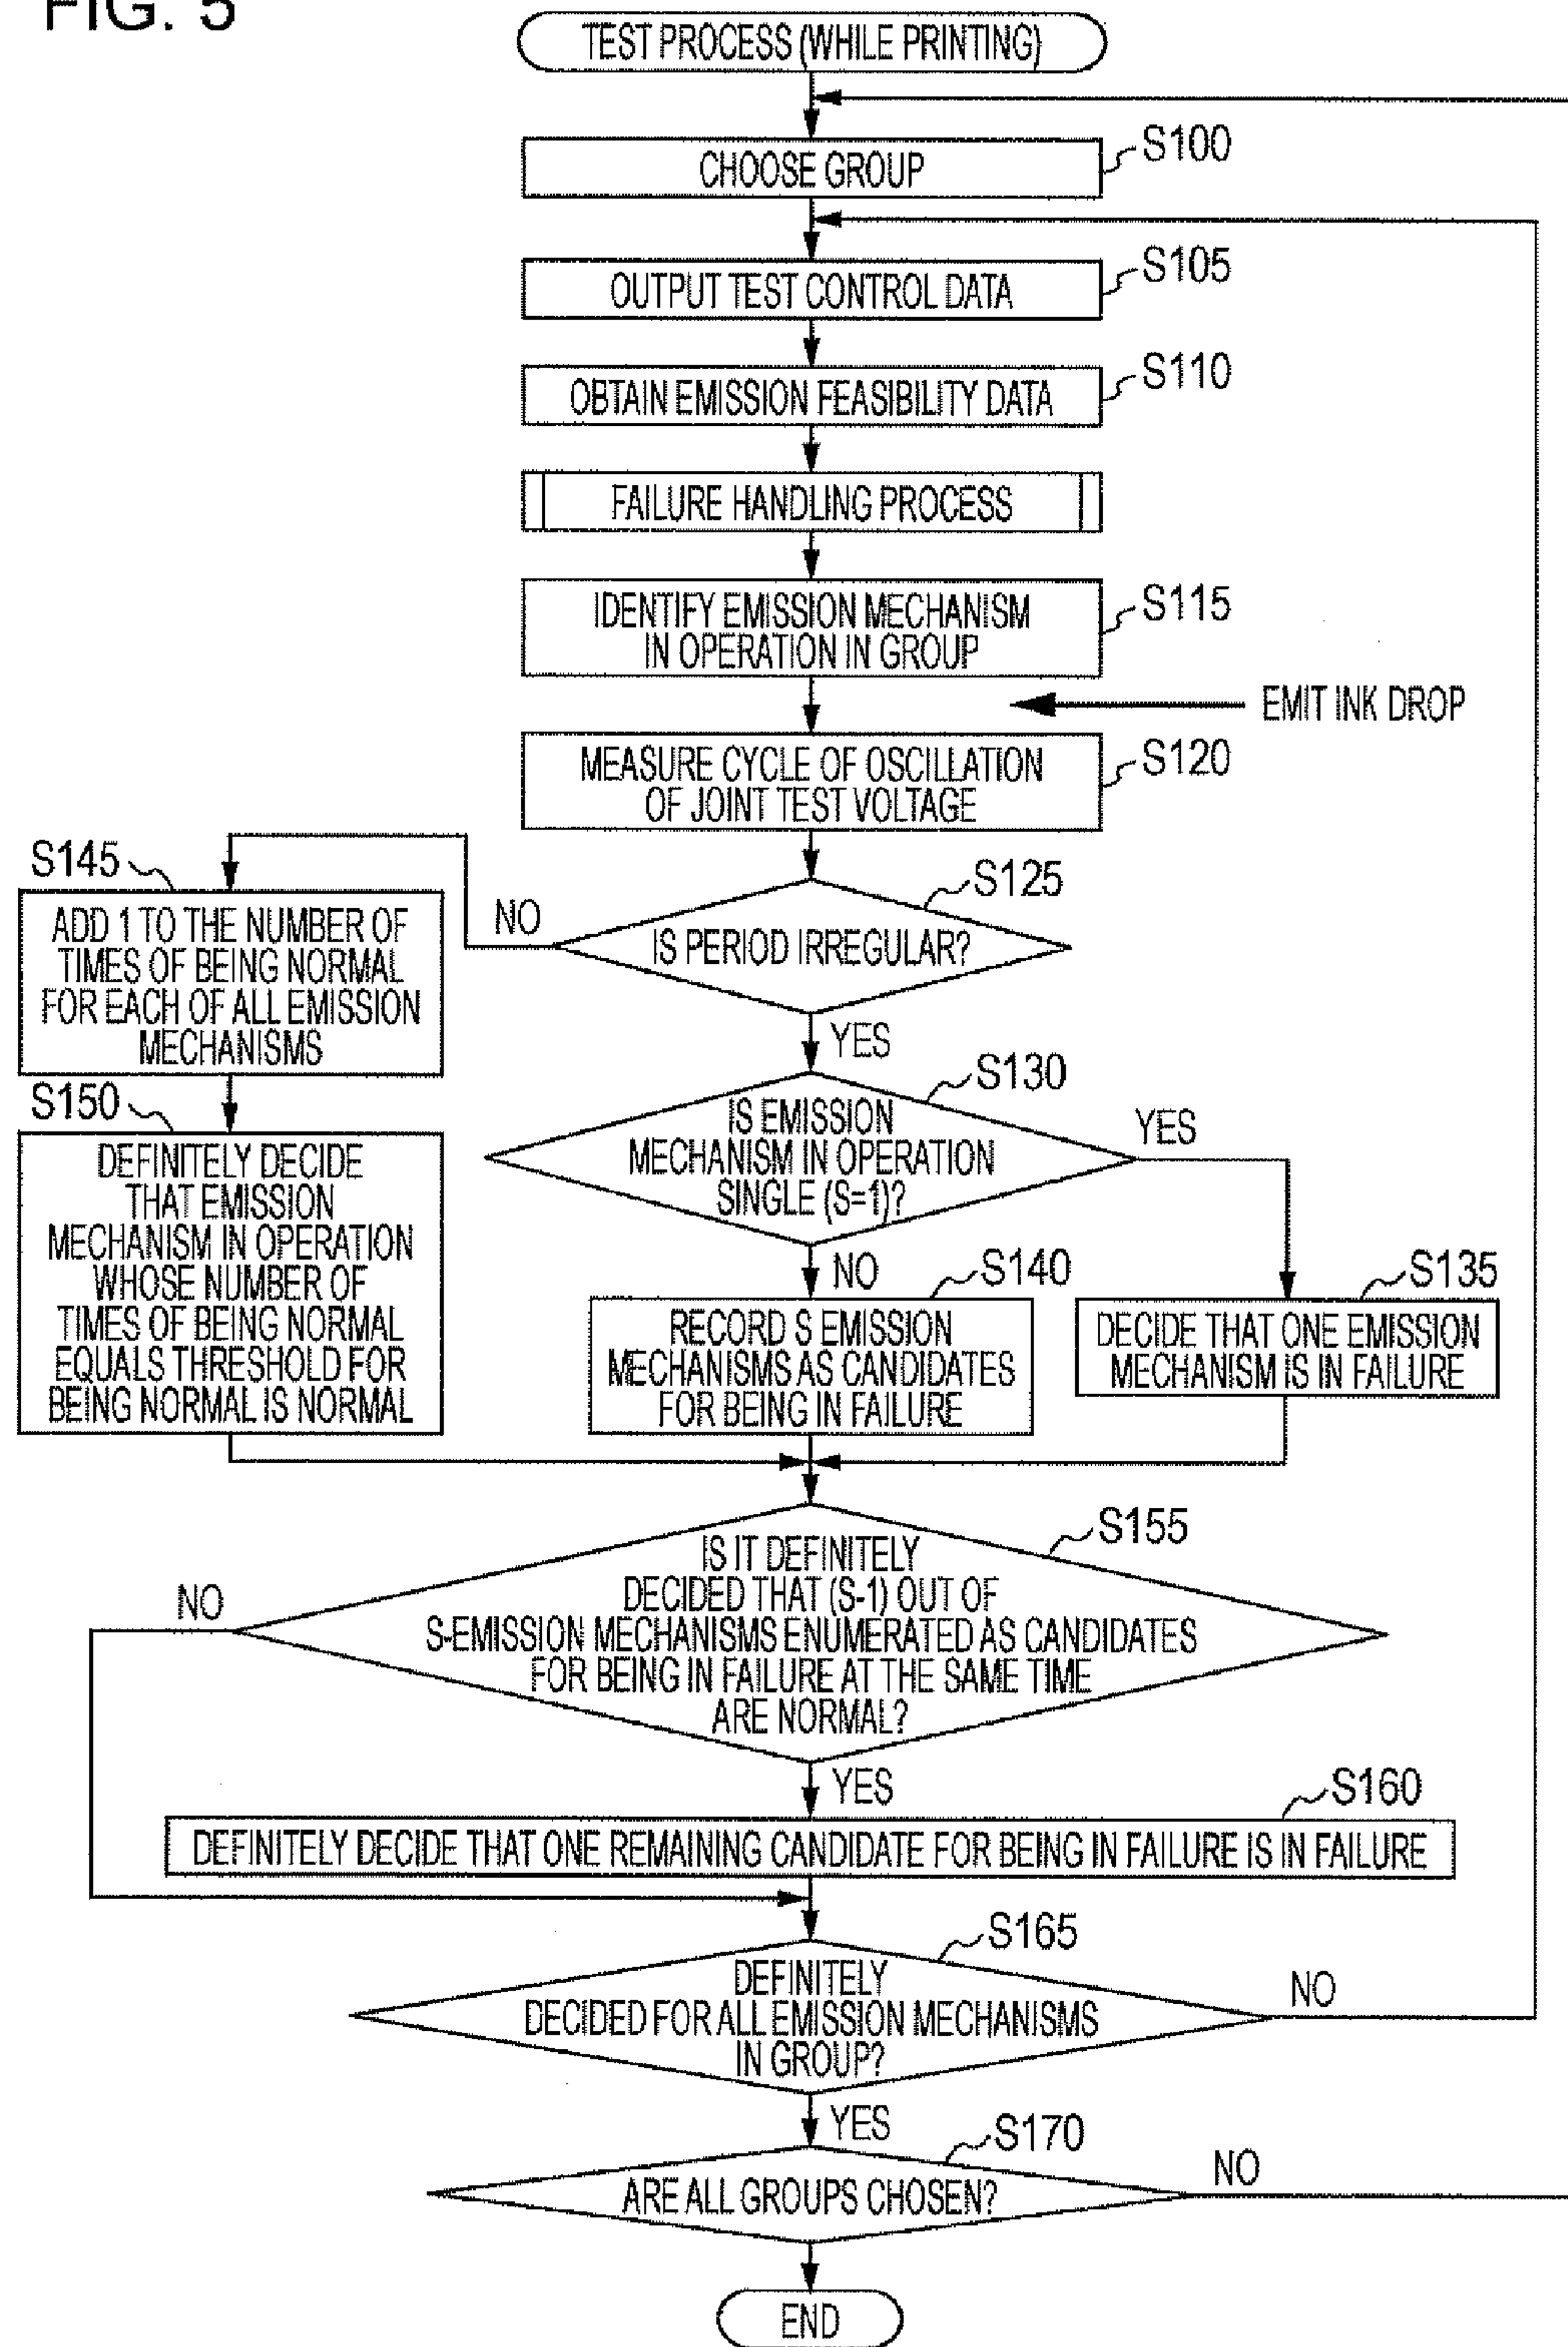 FIG. 5
TEST PROCESS (WHILE PRINTING)
S100
CHOOSE GROUP
S105
OUTPUT TEST CONTROL DATA
S110
OBTAIN EMISSION FEASIBILITY DATA
FAILURE HANDLING PROCESS
S115
IDENTIFY EMISSION MECHANISM
IN OPERATION IN GROUP
EMIT INK DROP
S120
MEASURE CYCLE OF OSCILLATION
OF JOINT TEST VOLTAGE
S125
IS PERIOD IRREGULAR?
NO
YES
S145
ADD 1 TO THE NUMBER OF
TIMES OF BEING NORMAL
FOR EACH OF ALL EMISSION
MECHANISMS
S150
DEFINITELY DECIDE
THAT EMISSION
MECHANISM IN OPERATION
WHOSE NUMBER OF
TIMES OF BEING NORMAL
EQUALS THRESHOLD FOR
BEING NORMAL IS NORMAL
S130
IS EMISSION
MECHANISM IN OPERATION
SINGLE (S=1)?
YES
NO
S140
RECORD S EMISSION
MECHANISMS AS CANDIDATES
FOR BEING IN FAILURE
S135
DECIDE THAT ONE EMISSION
MECHANISM IS IN FAILURE
S155
IS IT DEFINITELY
DECIDED THAT (S-1) OUT OF
S-EMISSION MECHANISMS ENUMERATED AS CANDIDATES
FOR BEING IN FAILURE AT THE SAME TIME
ARE NORMAL?
NO
YES
S160
DEFINITELY DECIDE THAT ONE REMAINING CANDIDATE FOR BEING IN FAILURE IS IN FAILURE
S165
DEFINITELY
DECIDED FOR ALL EMISSION MECHANISMS
IN GROUP?
NO
YES
S170
ARE ALL GROUPS CHOSEN?
NO
END